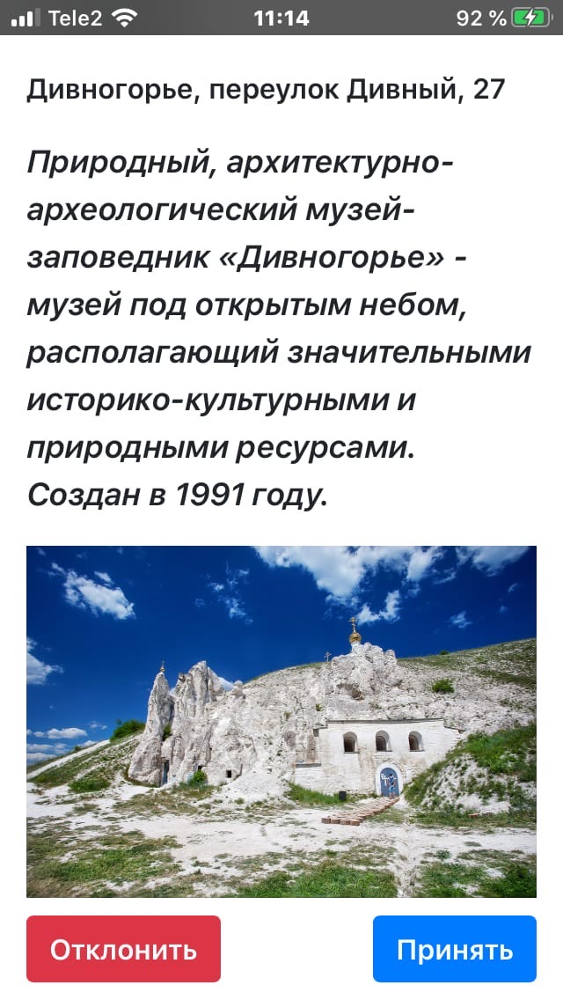 Tele2 11:14 92 %
Дивногорье, переулок Дивный, 27
Природный, архитектурно-
археологический музей-
заповедник «Дивногорье» -
музей под открытым небом,
располагающий значительными
историко-культурными и
природными ресурсами.
Создан в 1991 году.
Отклонить Принять